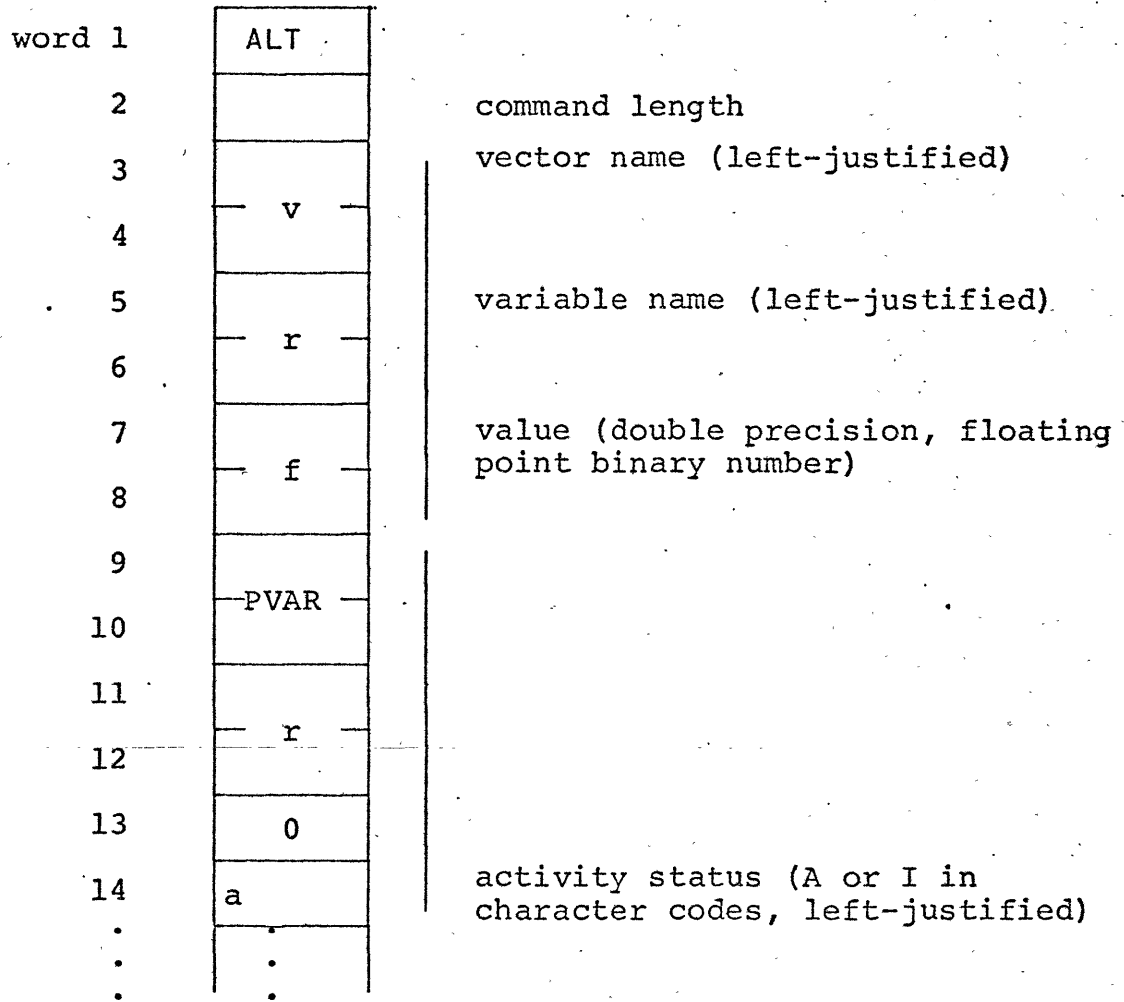 word 1 ALT
2 command length
3 vector name (left-justified)
v
4
5 variable name (left-justified)
r
6
7 value (double precision, floating
f point binary number)
8
9
PVAR
10
11
r
12
13 0
14 a activity status (A or I in
character codes, left-justified)